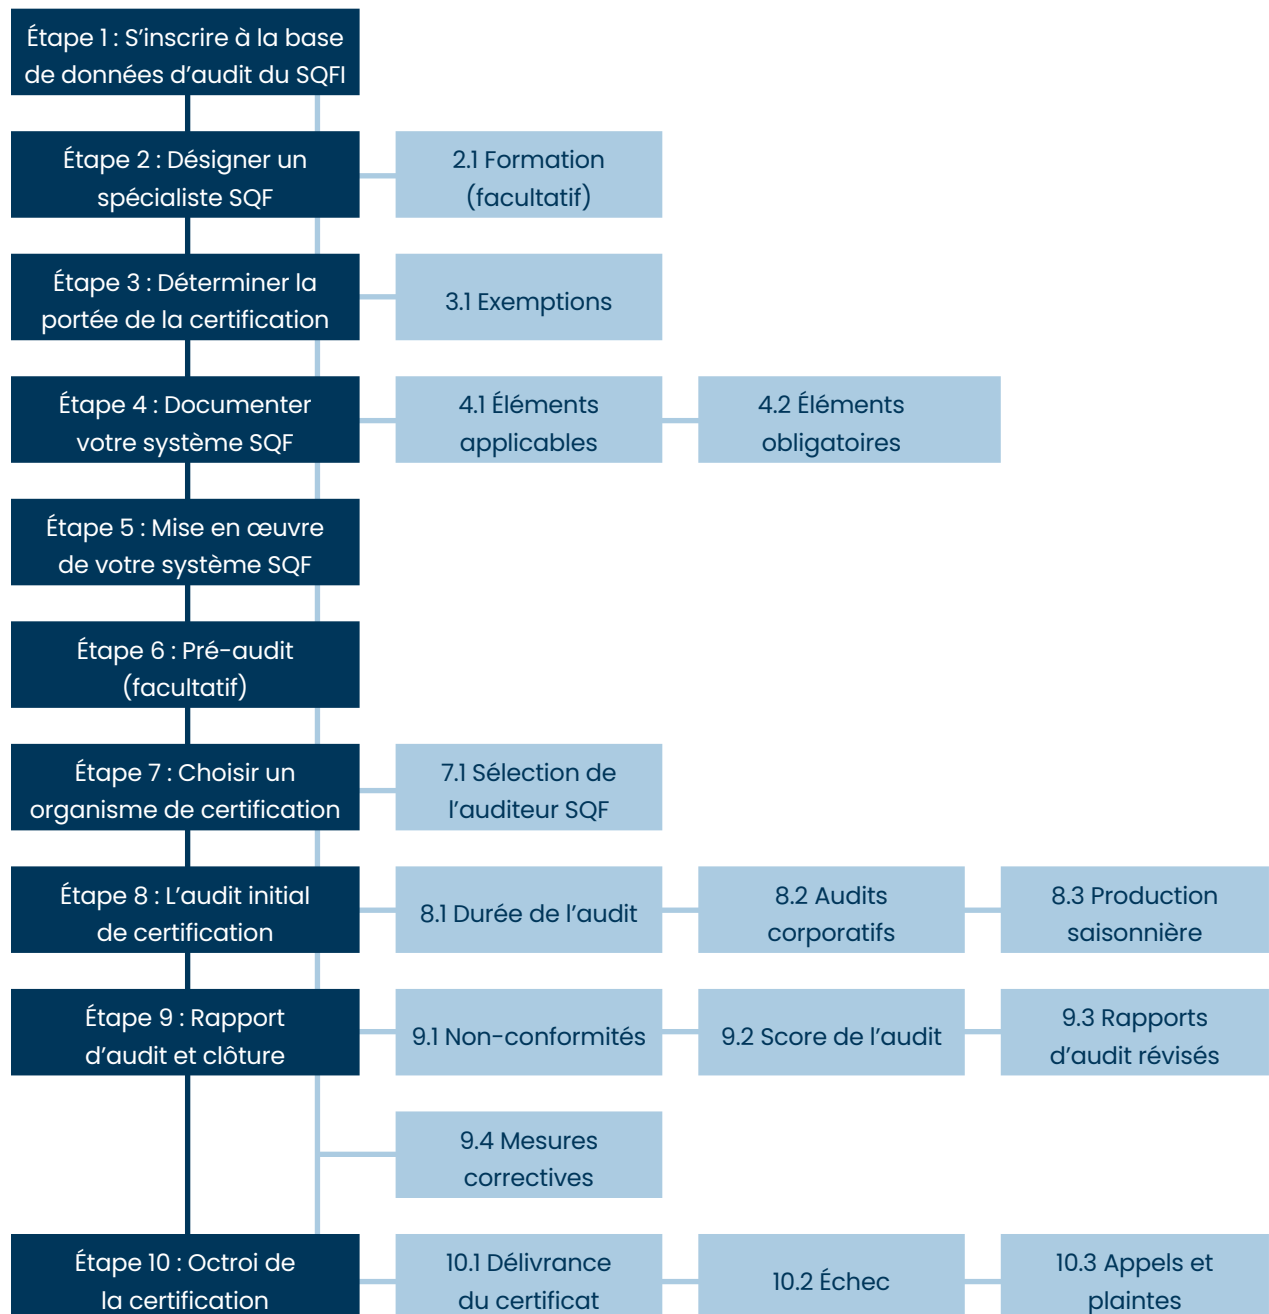 Étape 1 : S’inscrire à la base
de données d’audit du SQFI
Étape 2 : Désigner un
spécialiste SQF
2.1 Formation
(facultatif)
Étape 3 : Déterminer la
portée de la certification
3.1 Exemptions
Étape 4 : Documenter
votre système SQF
4.1 Éléments
applicables
4.2 Éléments
obligatoires
Étape 5 : Mise en œuvre
de votre système SQF
Étape 6 : Pré-audit
(facultatif)
Étape 7 : Choisir un
organisme de certification
7.1 Sélection de
l’auditeur SQF
Étape 8 : L’audit initial
de certification
8.1 Durée de l’audit
8.2 Audits
corporatifs
8.3 Production
saisonnière
Étape 9 : Rapport
d’audit et clôture
9.1 Non-conformités
9.2 Score de l’audit
9.3 Rapports
d’audit révisés
9.4 Mesures
correctives
Étape 10 : Octroi de
la certification
10.1 Délivrance
du certificat
10.2 Échec
10.3 Appels et
plaintes